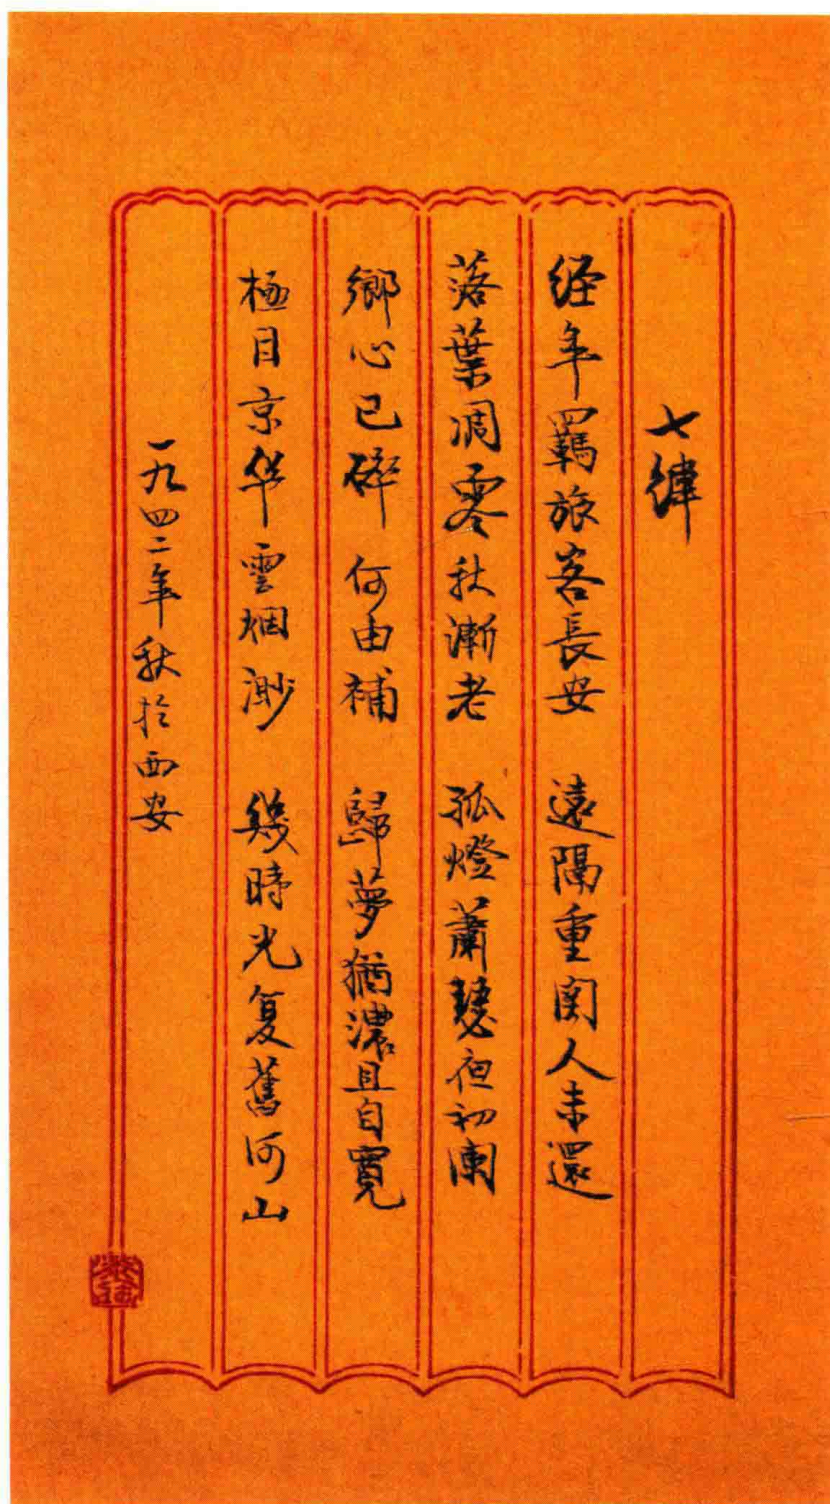 七律
经年羈旅客長安 遠隔重関人未還
落葉凋零秋漸老 孤燈蕭瑟夜初闌
鄉心已碎何由補 歸夢猶濃且自寬
極目京华雲烟渺 幾時光复舊河山
一九四二年秋於西安